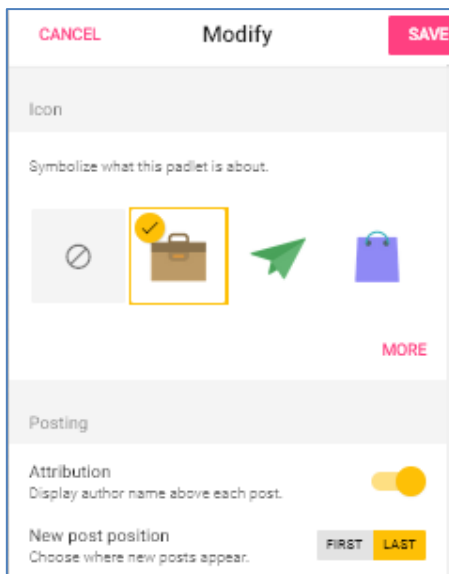 CANCEL Modify SAVE
Icon
Symbolize what this padlet is about.
MORE
Posting
Attribution
Display author name above each post.
New post position FIRST LAST
Choose where new posts appear.